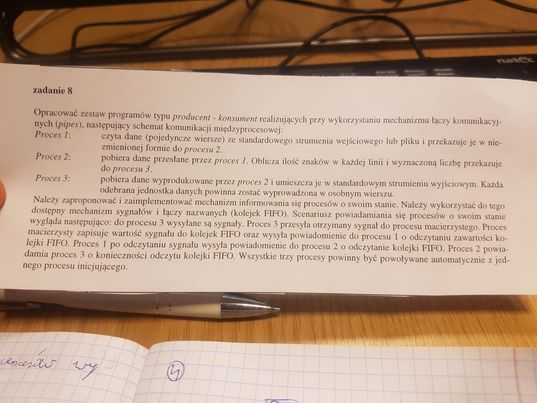 natec
zadanie 8
Opracować zestaw programów typu producent - konsument realizujących przy wykorzystaniu mechanizmu łączy komunikacyj-
nych (pipes), następujący schemat komunikacji międzyprocesowej:
Proces 1: czyta dane (pojedyncze wiersze) ze standardowego strumienia wejściowego lub pliku i przekazuje je w nie-
zmienionej formie do procesu 2.
Proces 2: pobiera dane przesłane przez proces 1. Oblicza ilość znaków w każdej linii i wyznaczoną liczbę przekazuje
do procesu 3.
Proces 3: pobiera dane wyprodukowane przez proces 2 i umieszcza je w standardowym strumieniu wyjściowym. Każda
odebrana jednostka danych powinna zostać wyprowadzona w osobnym wierszu.
Należy zaproponować i zaimplementować mechanizm informowania się procesów o swoim stanie. Należy wykorzystać do tego
dostępny mechanizm sygnałów i łączy nazwanych (kolejek FIFO). Scenariusz powiadamiania się procesów o swoim stanie
wygląda następująco: do procesu 3 wysyłane są sygnały. Proces 3 przesyła otrzymany sygnał do procesu macierzystego. Proces
macierzysty zapisuje wartość sygnału do kolejek FIFO oraz wysyła powiadomienie do procesu 1 o odczytaniu zawartości ko-
lejki FIFO. Proces 1 po odczytaniu sygnału wysyła powiadomienie do procesu 2 o odczytanie kolejki FIFO. Proces 2 powia-
damia proces 3 o konieczności odczytu kolejki FIFO. Wszystkie trzy procesy powinny być powoływane automatycznie z jed-
nego procesu inicjującego.
wy
4